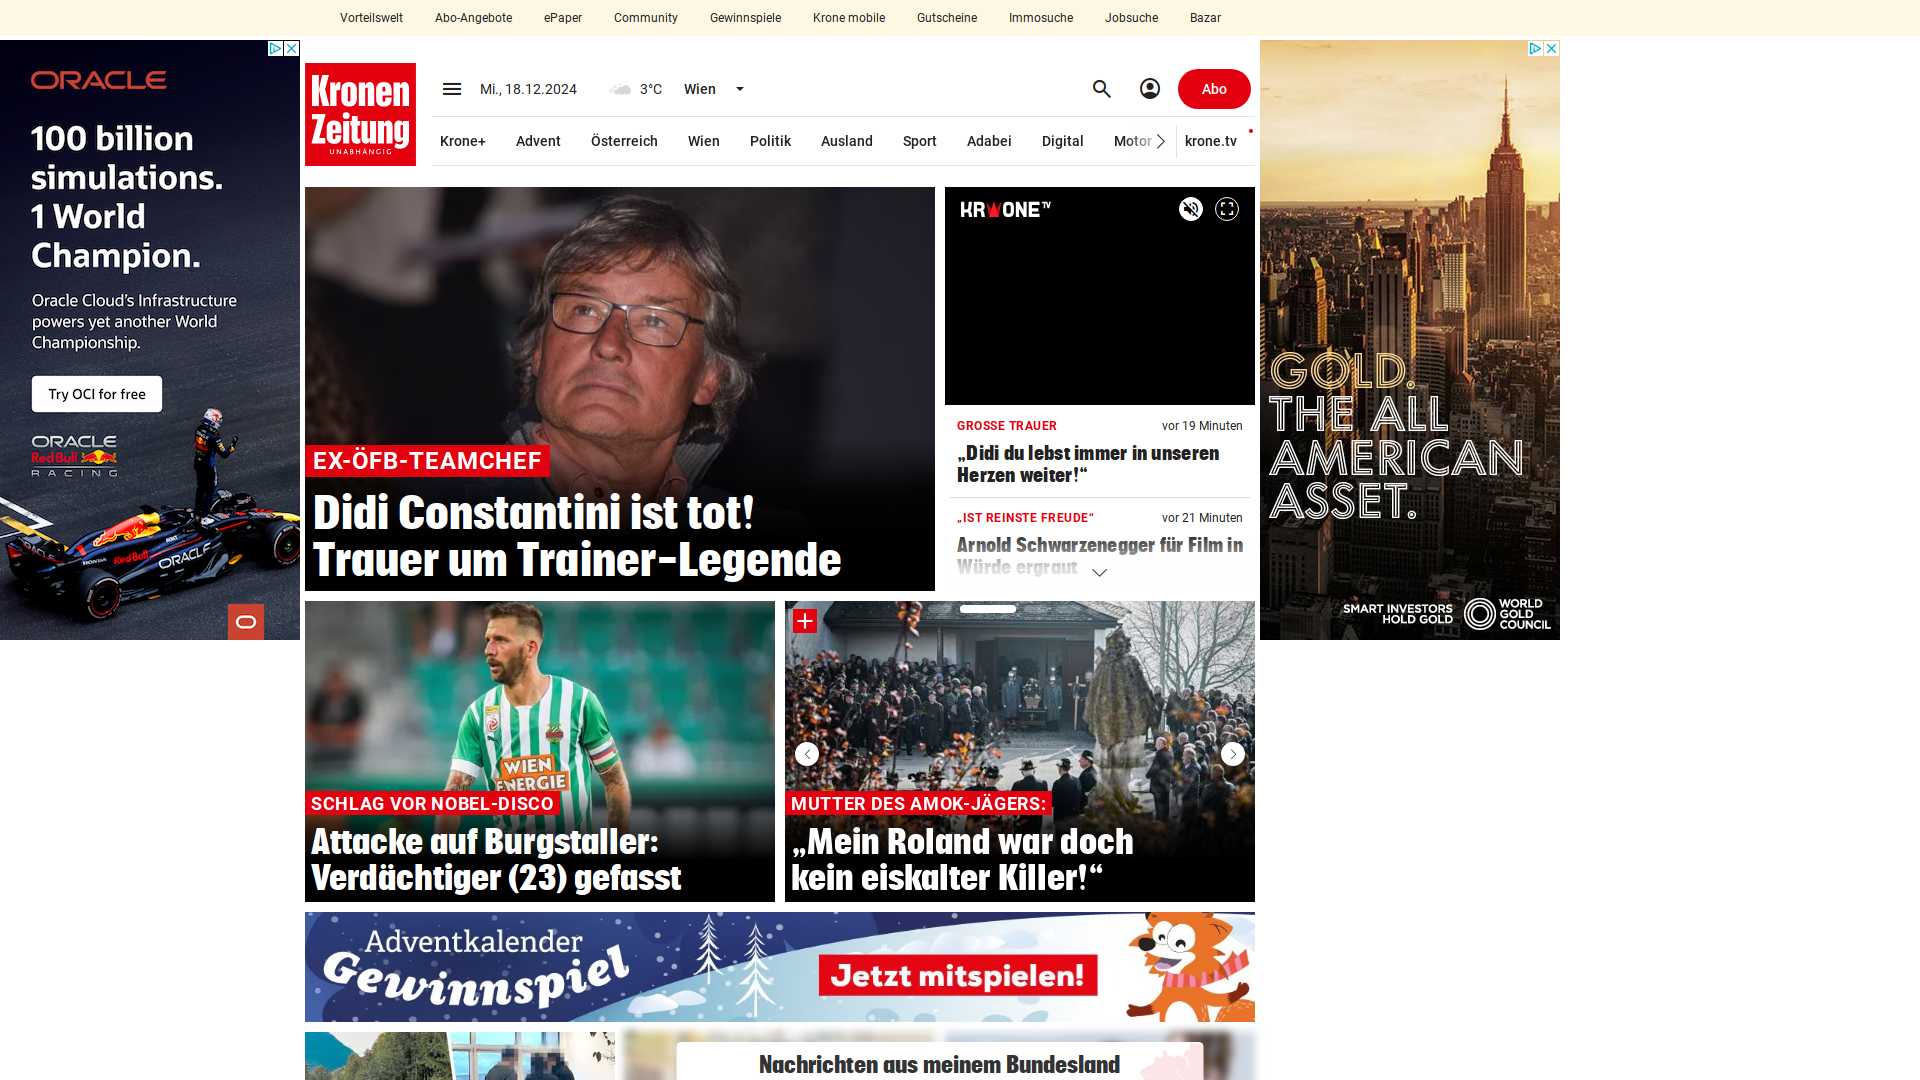 Vorteilswelt Abo-Angebote ePaper Community Gewinnspiele Krone mobile Gutscheine Immosuche Jobsuche Bazar
ORACLE
100 billion
simulations.
1 World
Champion.
Oracle Cloud's Infrastructure
powers yet another World
Championship.
Try OCI for free
ORACLE
Red Bull
RACING
Kronen
Zeitung
UNABHÄNGIG
Mi., 18.12.2024 3°C Wien
Abo
Krone+ Advent Österreich Wien Politik Ausland Sport Adabei Digital Motor krone.tv
EX-ÖFB-TEAMCHEF
Didi Constantini ist tot!
Trauer um Trainer-Legende
KRONE TV
GROSSE TRAUER vor 19 Minuten
„Didi du lebst immer in unseren
Herzen weiter!“
„IST REINSTE FREUDE“ vor 21 Minuten
Arnold Schwarzenegger für Film in
Würde ergraut
GOLD.
THE ALL
AMERICAN
ASSET.
SMART INVESTORS
HOLD GOLD
WORLD
GOLD
COUNCIL
WIEN
ENERGIE
SCHLAG VOR NOBEL-DISCO
Attacke auf Burgstaller:
Verdächtiger (23) gefasst
MUTTER DES AMOK-JÄGERS:
„Mein Roland war doch
kein eiskalter Killer!“
Adventkalender
Gewinnspiel
Jetzt mitspielen!
Nachrichten aus meinem Bundesland